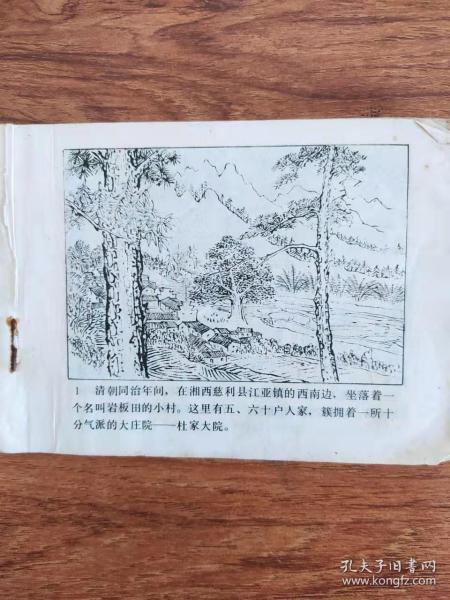 1 清朝同治年间，在湘西慈利县江亚镇的西南边，坐落着一
个名叫岩板田的小村。这里有五、六十户人家，簇拥着一所十
分气派的大庄院——杜家大院。
孔夫子旧书网
www.kongfz.com